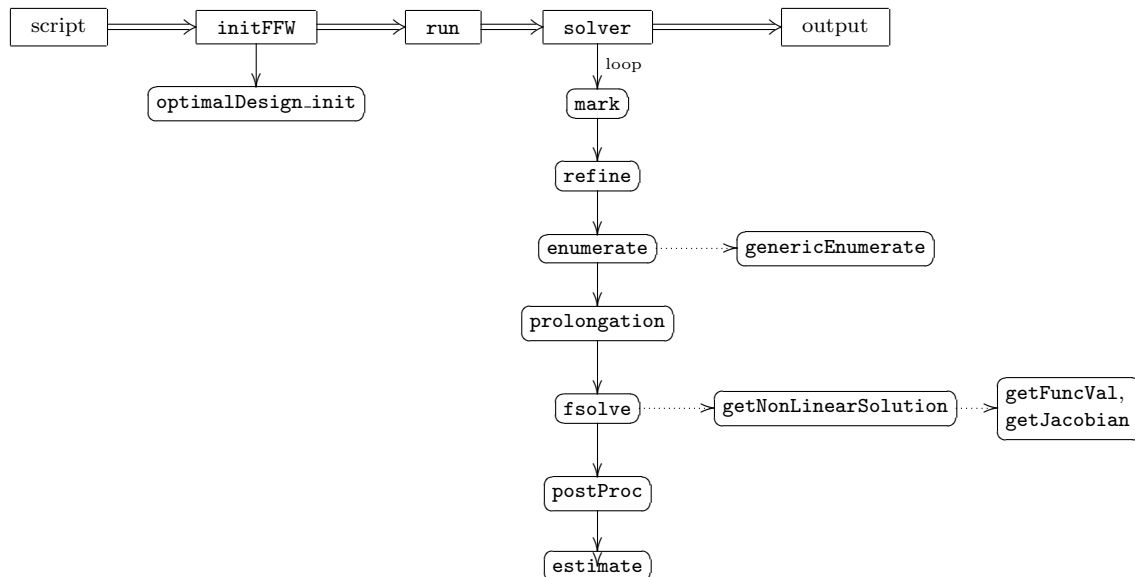 script initFFW run solver output
loop
optimalDesign_init mark
refine
enumerate genericEnumerate
prolongation
fsolve getNonLinearSolution getFuncVal,
getJacobian
postProc
estimate